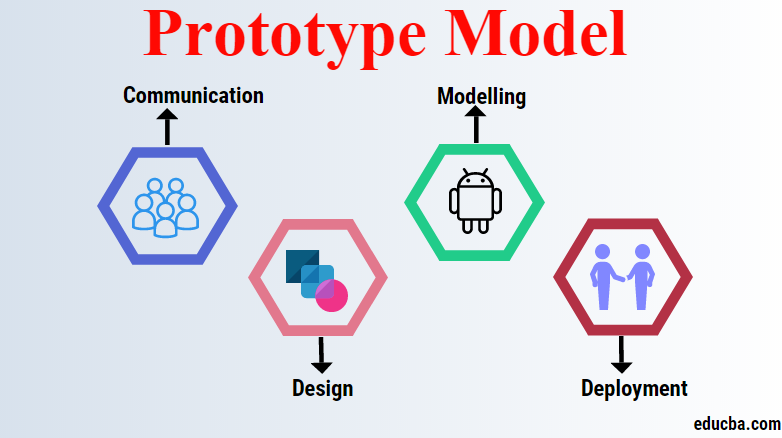 Prototype Model
Communication
Modelling
Design
Deployment
educba.com